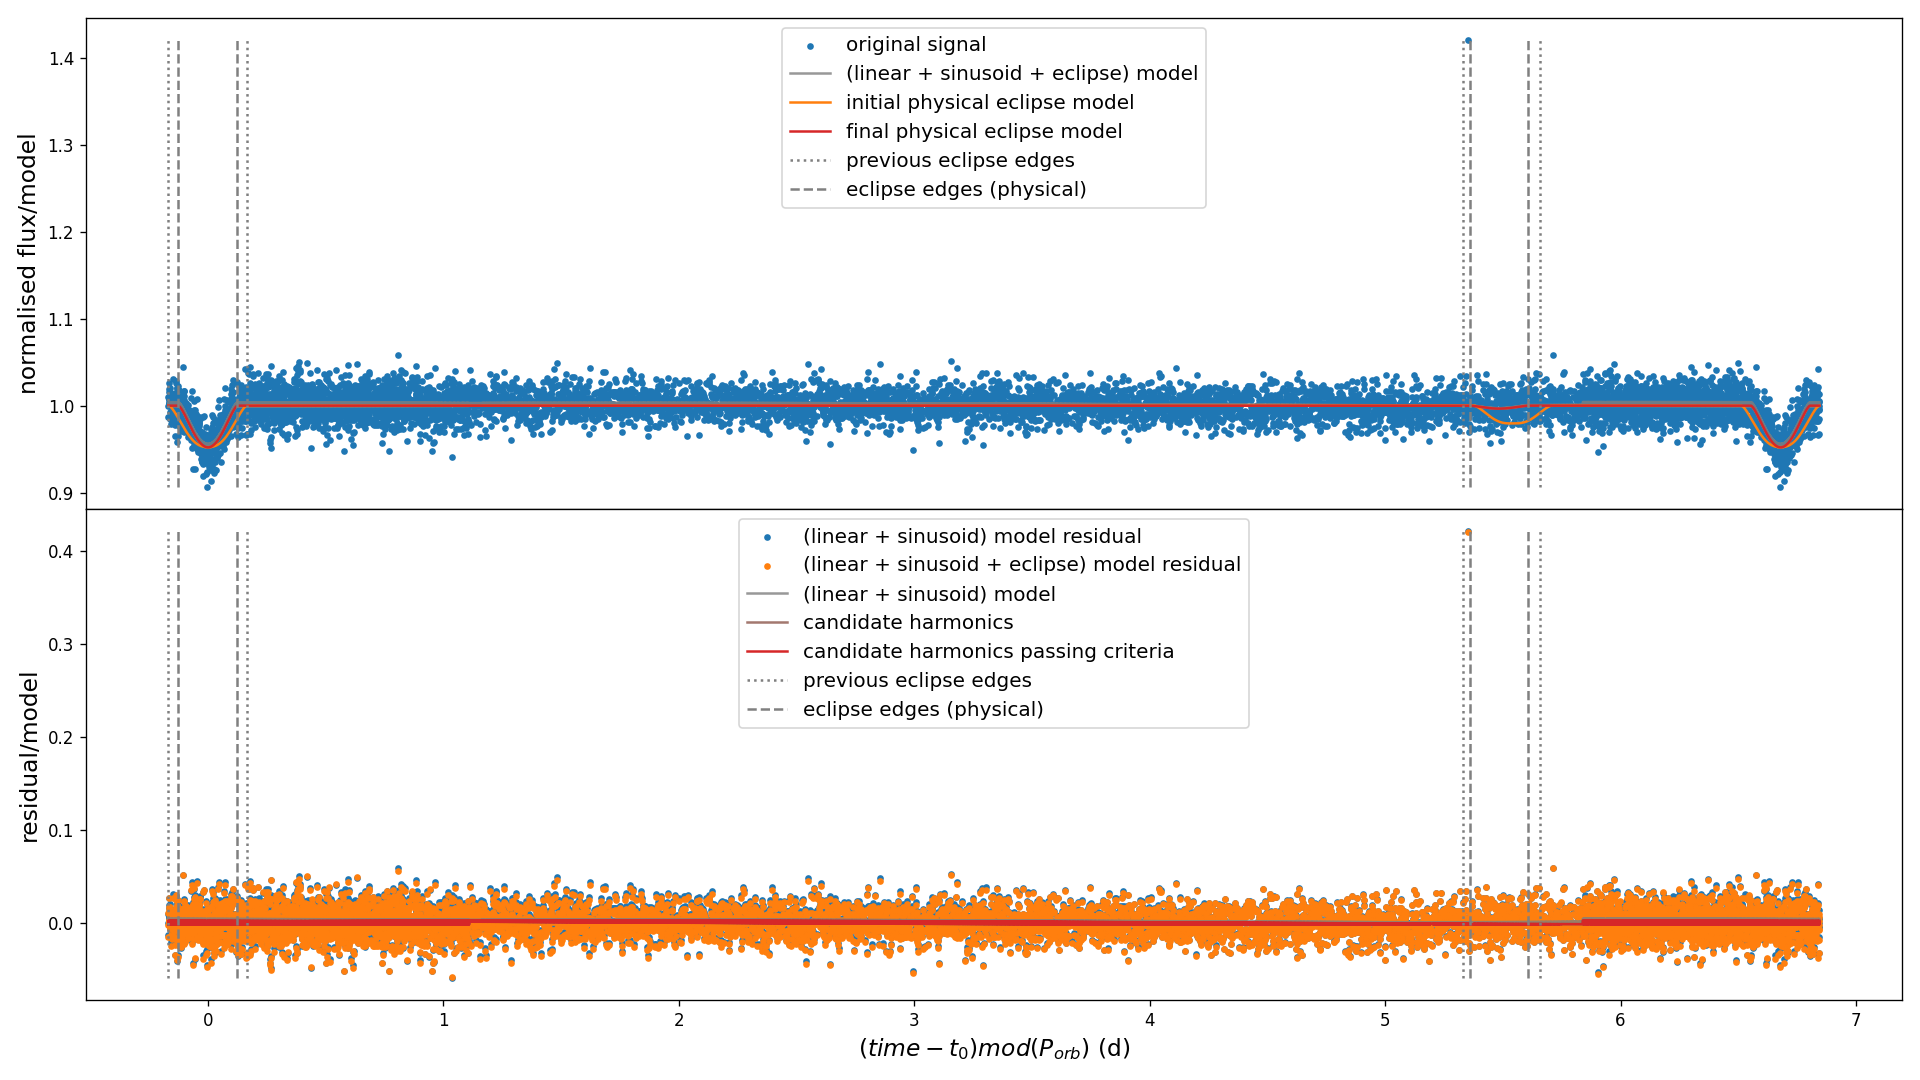 normalised flux/model
1.4
1.3
1.2
1.1
1.0
0.9
original signal
(linear + sinusoid + eclipse) model
initial physical eclipse model
final physical eclipse model
previous eclipse edges
eclipse edges (physical)
residual/model
0.4
0.3
0.2
0.1
0.0
(linear + sinusoid) model residual
(linear + sinusoid + eclipse) model residual
(linear + sinusoid) model
candidate harmonics
candidate harmonics passing criteria
previous eclipse edges
eclipse edges (physical)
0 1 2 3 4 5 6 7
(time − t₀)mod(Pₒᵣb) (d)